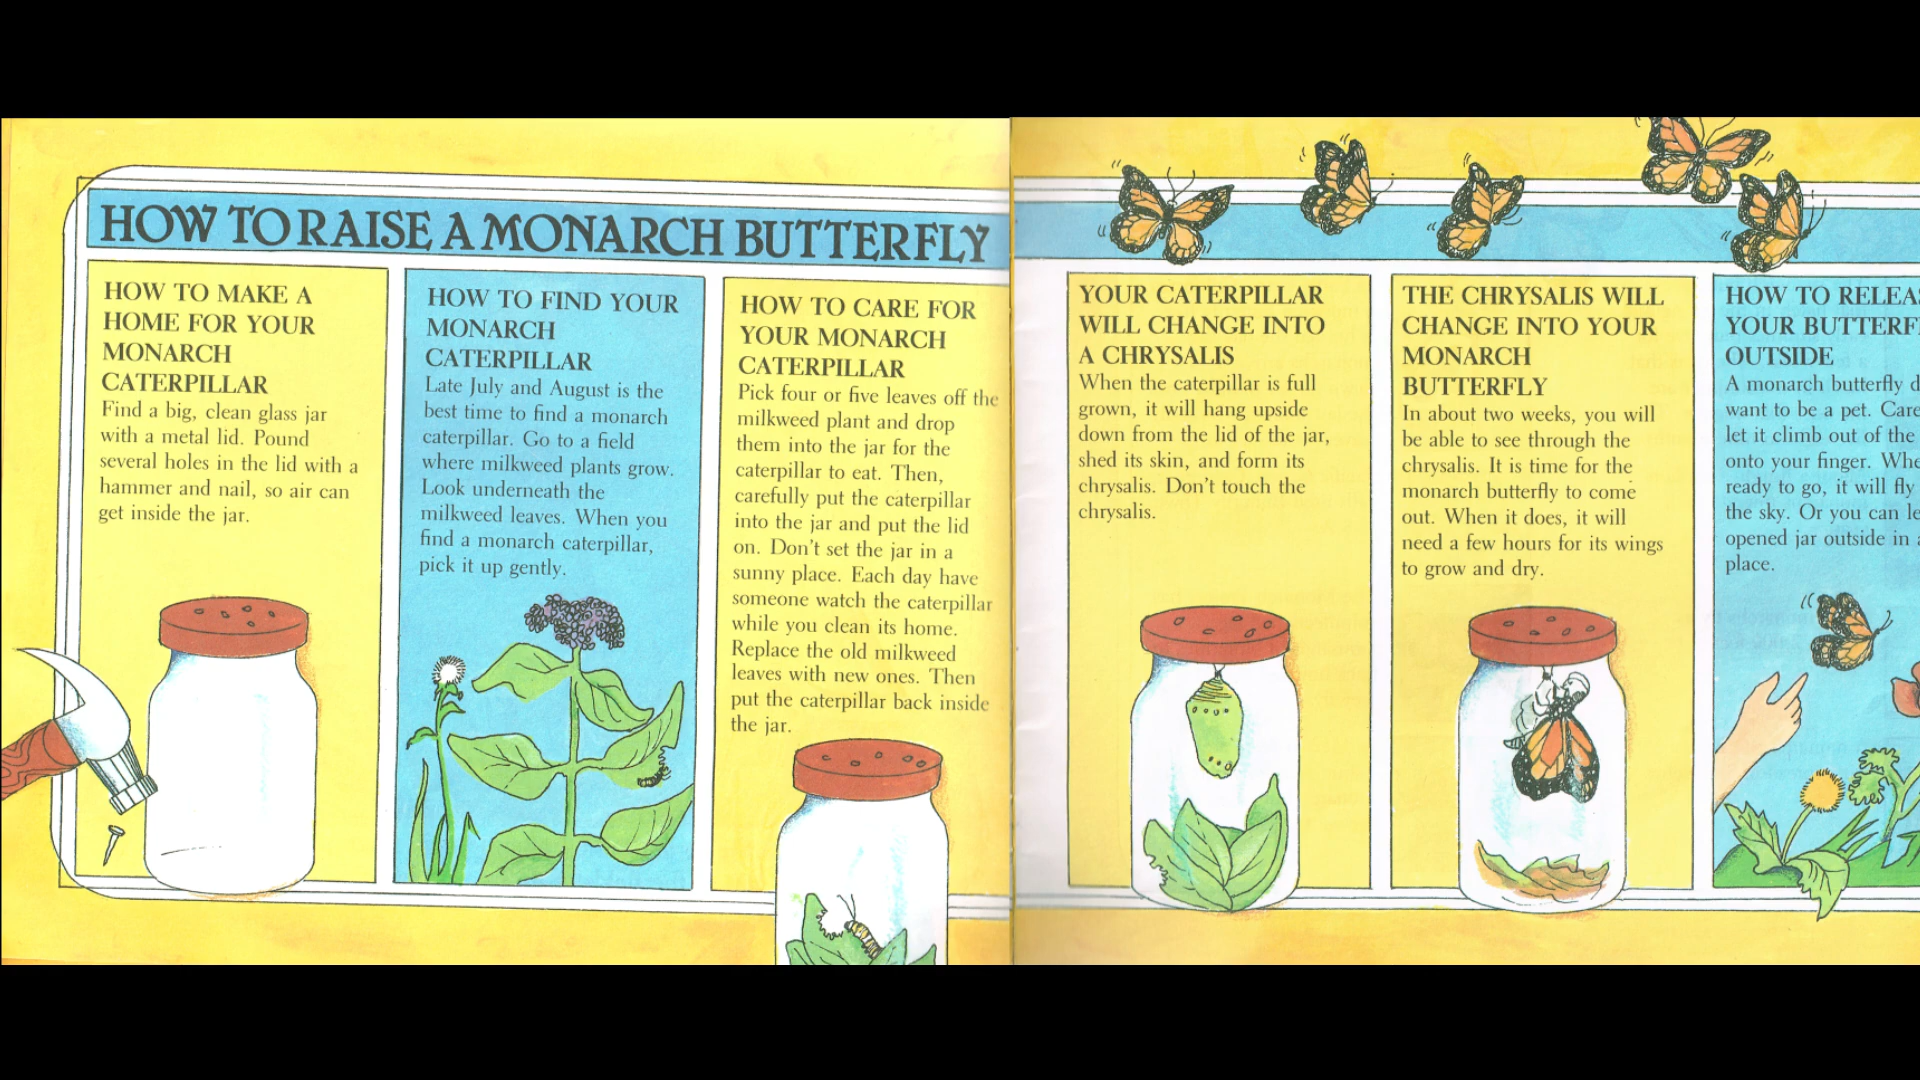 HOW TO RAISE A MONARCH BUTTERFLY
HOW TO MAKE A
HOME FOR YOUR
MONARCH
CATERPILLAR
Find a big, clean glass jar
with a metal lid. Pound
several holes in the lid with a
hammer and nail, so air can
get inside the jar.
HOW TO FIND YOUR
MONARCH
CATERPILLAR
Late July and August is the
best time to find a monarch
caterpillar. Go to a field
where milkweed plants grow.
Look underneath the
milkweed leaves. When you
find a monarch caterpillar,
pick it up gently.
HOW TO CARE FOR
YOUR MONARCH
CATERPILLAR
Pick four or five leaves off the
milkweed plant and drop
them into the jar for the
caterpillar to eat. Then,
carefully put the caterpillar
into the jar and put the lid
on. Don't set the jar in a
sunny place. Each day have
someone watch the caterpillar
while you clean its home.
Replace the old milkweed
leaves with new ones. Then
put the caterpillar back inside
the jar.
YOUR CATERPILLAR
WILL CHANGE INTO
A CHRYSALIS
When the caterpillar is full
grown, it will hang upside
down from the lid of the jar,
shed its skin, and form its
chrysalis. Don't touch the
chrysalis.
THE CHRYSALIS WILL
CHANGE INTO YOUR
MONARCH
BUTTERFLY
In about two weeks, you will
be able to see through the
chrysalis. It is time for the
monarch butterfly to come
out. When it does, it will
need a few hours for its wings
to grow and dry.
HOW TO RELEAS
YOUR BUTTERF
OUTSIDE
A monarch butterfly d
want to be a pet. Care
let it climb out of the
onto your finger. Whe
ready to go, it will fly
the sky. Or you can le
opened jar outside in a
place.